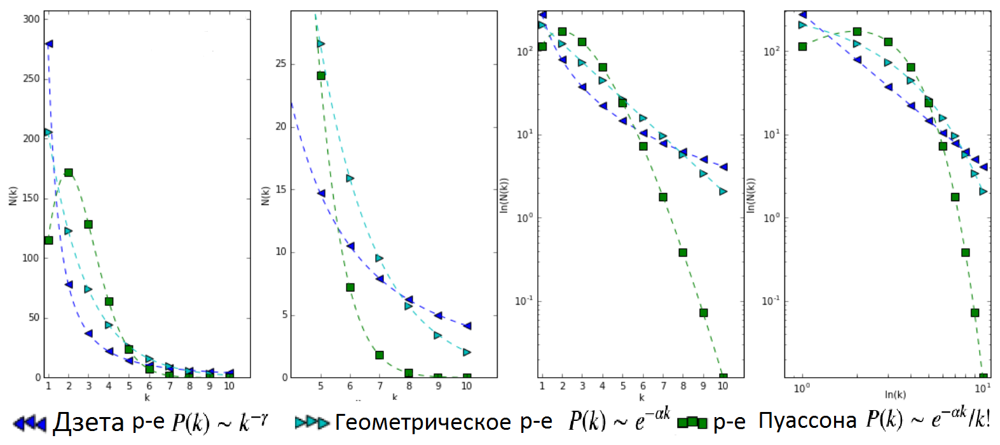 300
250
200
150
100
50
0
N(k)
1 2 3 4 5 6 7 8 9 10
k
25
20
15
10
5
0
N(k)
5 6 7 8 9 10
k
10²
10¹
10⁰
10⁻¹
ln(N(k))
1 2 3 4 5 6 7 8 9 10
k
10²
10¹
10⁰
10⁻¹
ln(N(k))
10⁰ 10¹
ln(k)
Дзета р-е P(k) ~ k^{-γ} Геометрическое р-е P(k) ~ e^{-αk} р-е Пуассона P(k) ~ e^{-αk}/k!